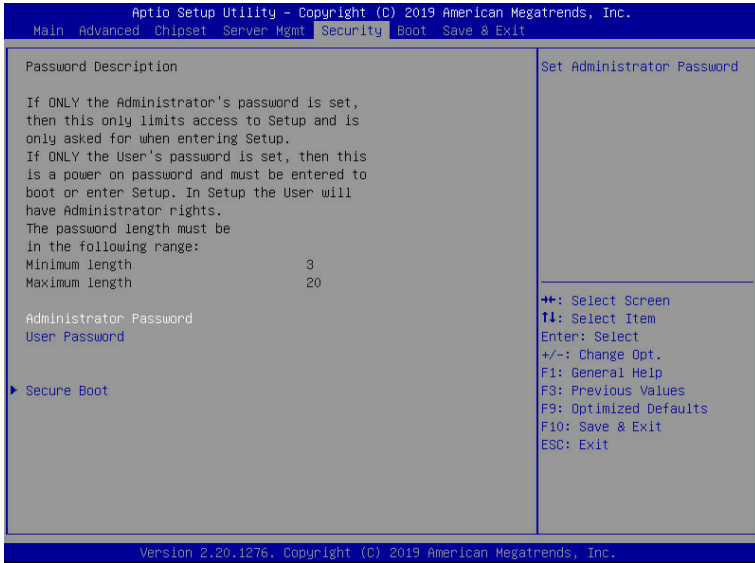 Aptio Setup Utility – Copyright (C) 2019 American Megatrends, Inc.
Main Advanced Chipset Server Mgmt Security Boot Save & Exit
Password Description
If ONLY the Administrator's password is set,
then this only limits access to Setup and is
only asked for when entering Setup.
If ONLY the User's password is set, then this
is a power on password and must be entered to
boot or enter Setup. In Setup the User will
have Administrator rights.
The password length must be
in the following range:
Minimum length 3
Maximum length 20
Administrator Password
User Password
Secure Boot
Set Administrator Password
→←: Select Screen
↑↓: Select Item
Enter: Select
+/-: Change Opt.
F1: General Help
F3: Previous Values
F9: Optimized Defaults
F10: Save & Exit
ESC: Exit
Version 2.20.1276. Copyright (C) 2019 American Megatrends, Inc.